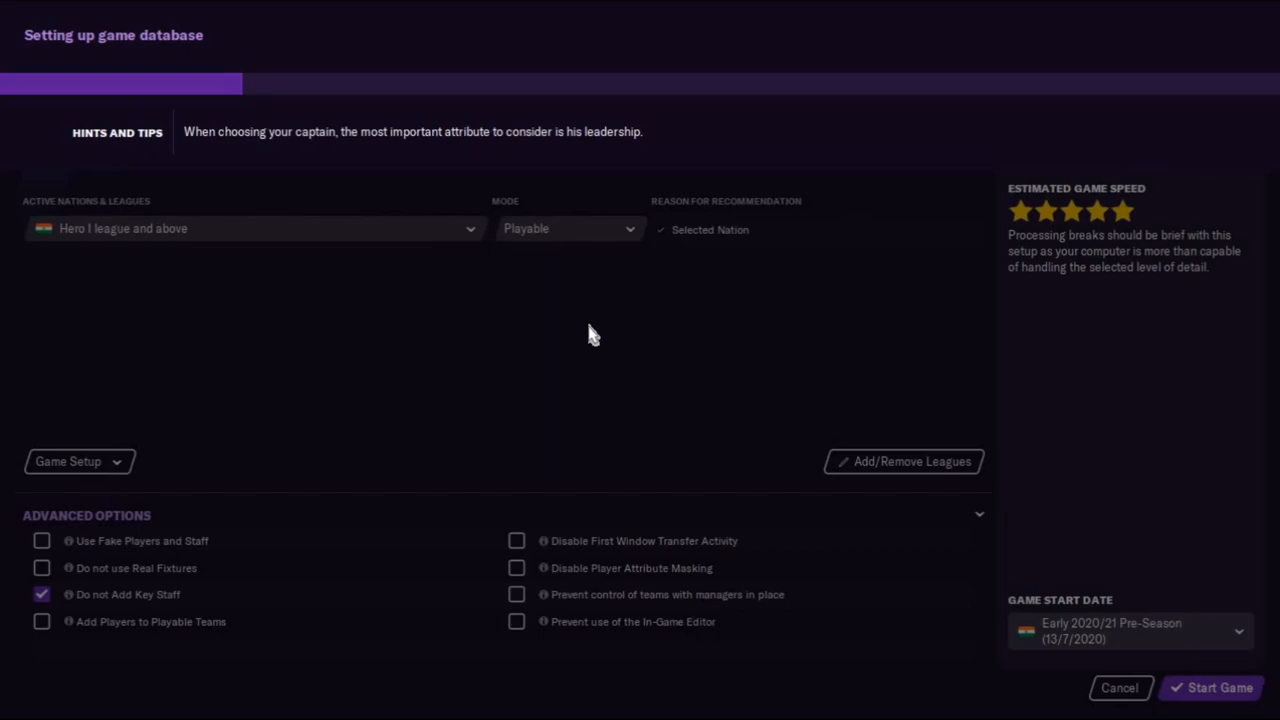 Setting up game database
HINTS AND TIPS
When choosing your captain, the most important attribute to consider is his leadership.
ACTIVE NATIONS & LEAGUES
MODE
REASON FOR RECOMMENDATION
Hero I league and above
Playable
Selected Nation
ESTIMATED GAME SPEED
Processing breaks should be brief with this
setup as your computer is more than capable
of handling the selected level of detail.
Game Setup
Add/Remove Leagues
ADVANCED OPTIONS
Use Fake Players and Staff
Disable First Window Transfer Activity
Do not use Real Fixtures
Disable Player Attribute Masking
Do not Add Key Staff
Prevent control of teams with managers in place
Add Players to Playable Teams
Prevent use of the In-Game Editor
GAME START DATE
Early 2020/21 Pre-Season
(13/7/2020)
Cancel
Start Game